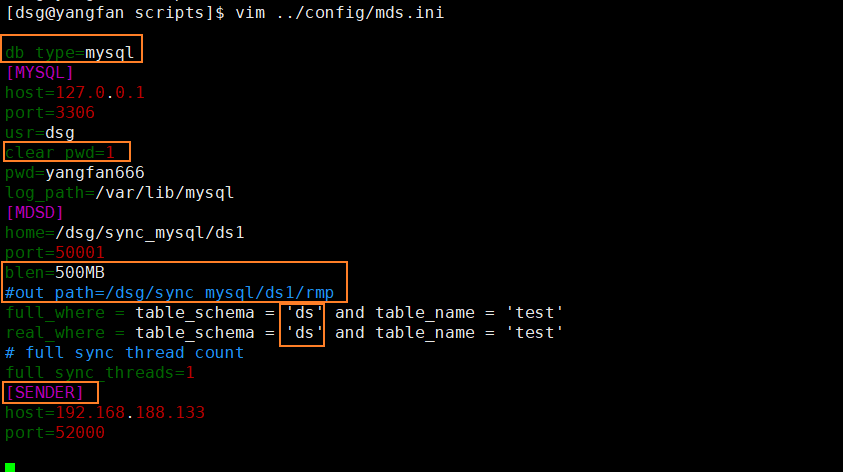 [dsg@yangfan scripts]$ vim ../config/mds.ini
db_type=mysql
[MYSQL]
host=127.0.0.1
port=3306
usr=dsg
clear_pwd=1
pwd=yangfan666
log_path=/var/lib/mysql
[MDSD]
home=/dsg/sync_mysql/ds1
port=50001
blen=500MB
#out_path=/dsg/sync_mysql/ds1/rmp
full_where = table_schema = 'ds' and table_name = 'test'
real_where = table_schema = 'ds' and table_name = 'test'
# full sync thread count
full_sync_threads=1
[SENDER]
host=192.168.188.133
port=52000